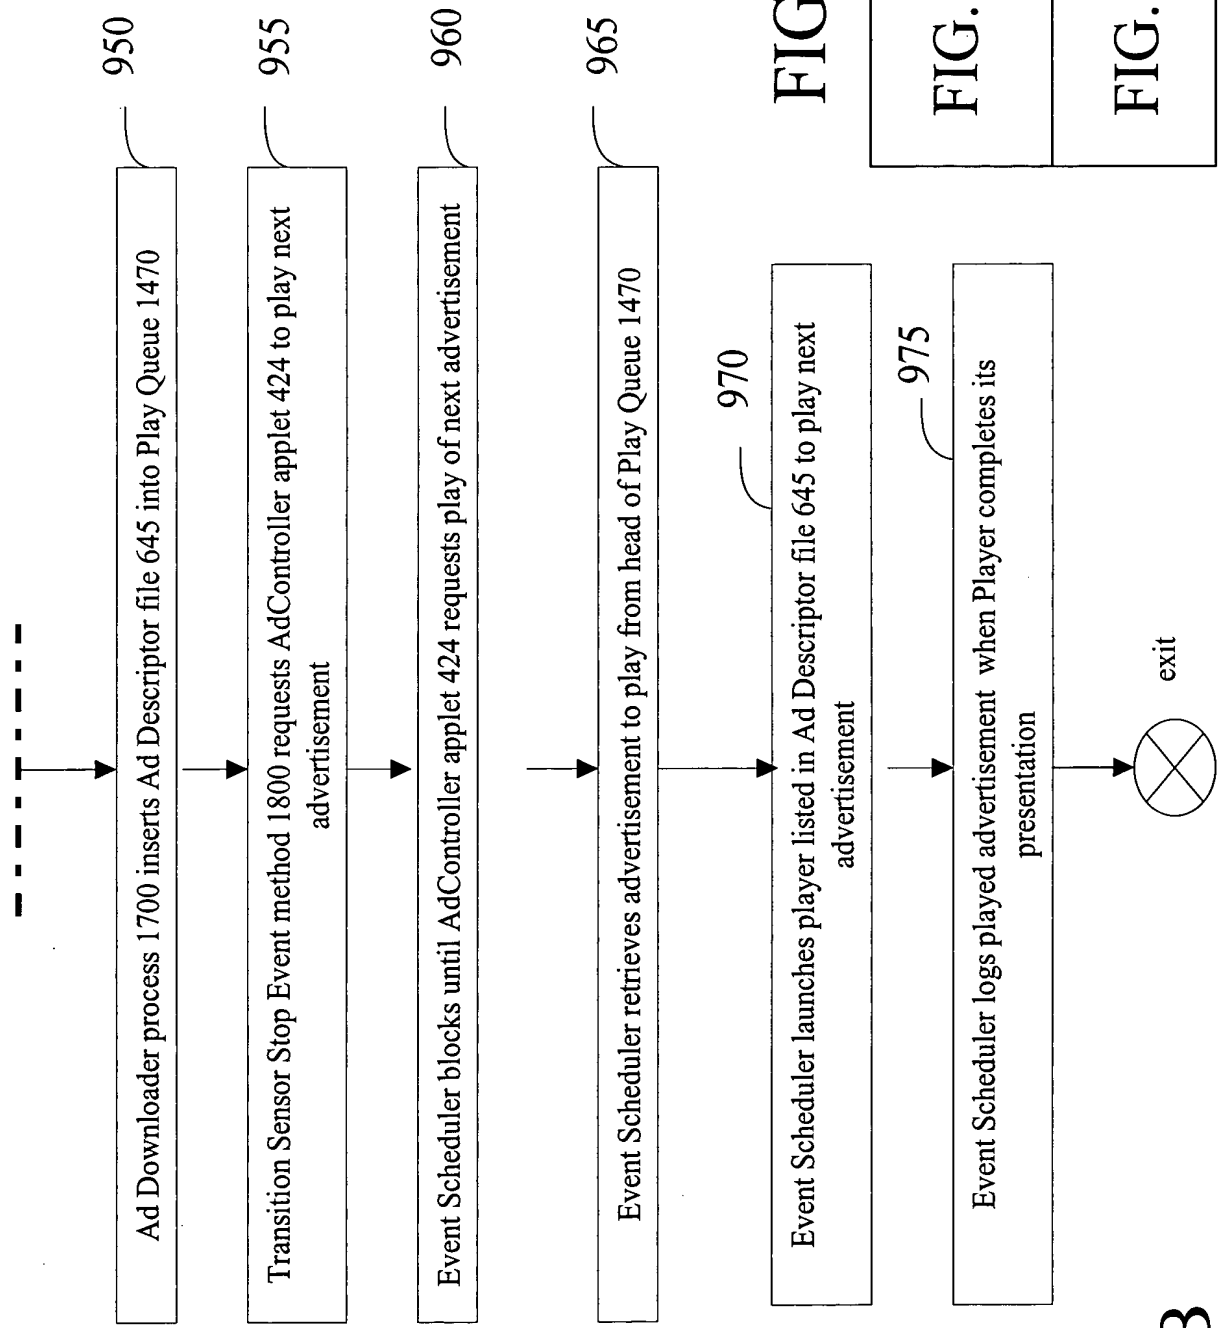 950
Ad Downloader process 1700 inserts Ad Descriptor file 645 into Play Queue 1470
955
Transition Sensor Stop Event method 1800 requests AdController applet 424 to play next
advertisement
960
Event Scheduler blocks until AdController applet 424 requests play of next advertisement
965
Event Scheduler retrieves advertisement to play from head of Play Queue 1470
970
Event Scheduler launches player listed in Ad Descriptor file 645 to play next
advertisement
975
Event Scheduler logs played advertisement when Player completes its
presentation
exit
FIG
FIG.
FIG.